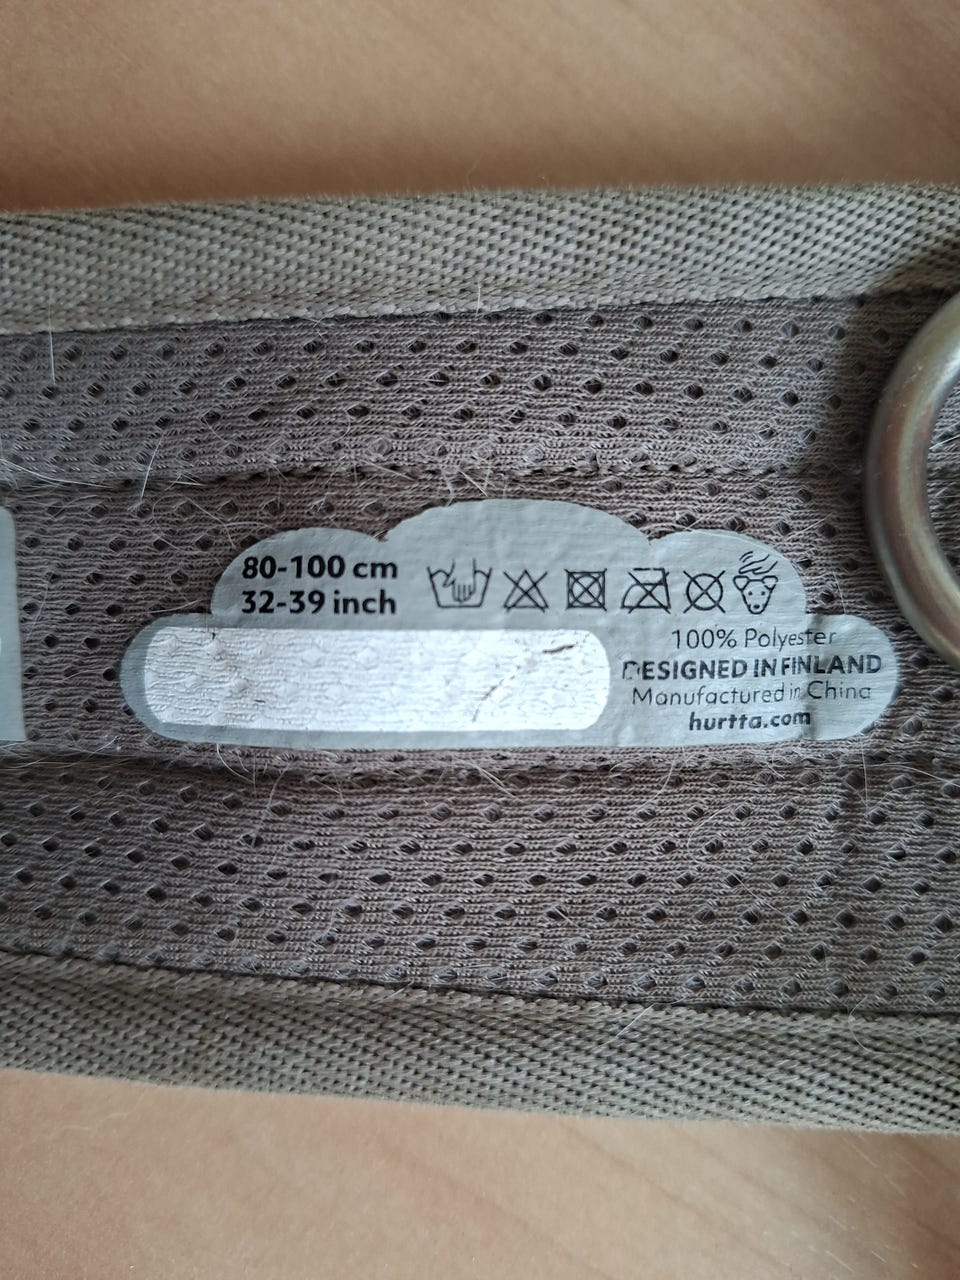 80-100 cm
32-39 inch
100% Polyester
DESIGNED IN FINLAND
Manufactured in China
hurtta.com